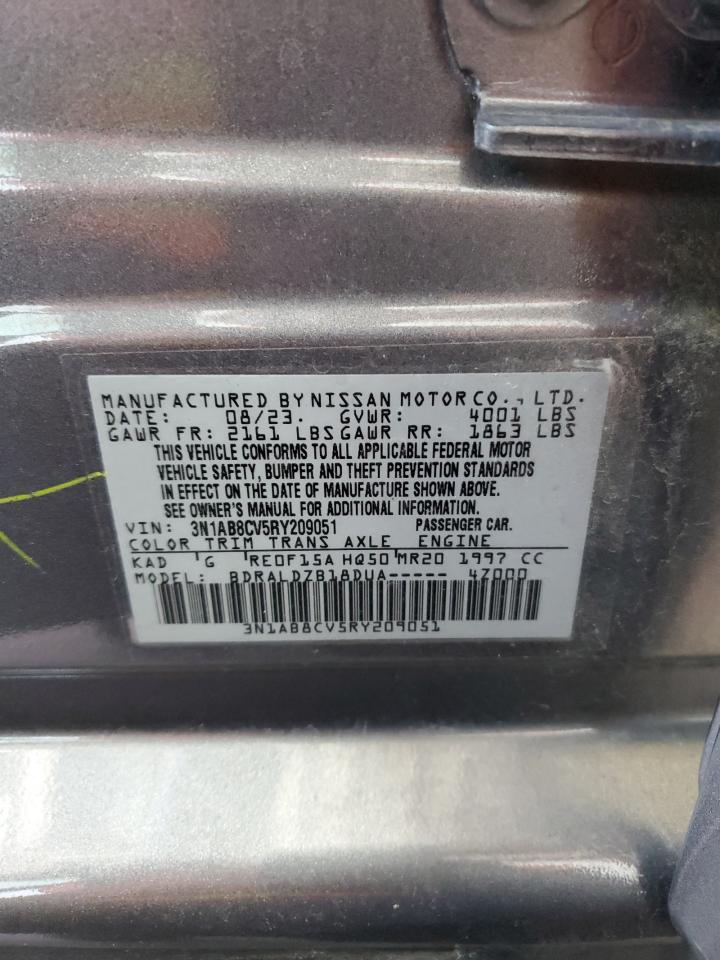 MANUFACTURED BY NISSAN MOTOR CO., LTD.
DATE: 08/23. GVWR: 4001 LBS
GAWR FR: 2161 LBS GAWR RR: 1863 LBS
THIS VEHICLE CONFORMS TO ALL APPLICABLE FEDERAL MOTOR
VEHICLE SAFETY, BUMPER AND THEFT PREVENTION STANDARDS
IN EFFECT ON THE DATE OF MANUFACTURE SHOWN ABOVE.
SEE OWNER'S MANUAL FOR ADDITIONAL INFORMATION.
VIN: 3N1AB8CV5RY209051 PASSENGER CAR.
COLOR TRIM TRANS AXLE ENGINE
KAD G RE0F15A HQ50 MR20 1997 CC
MODEL: BDRALDZB18DUA----- 4Z000
3N1AB8CV5RY209051